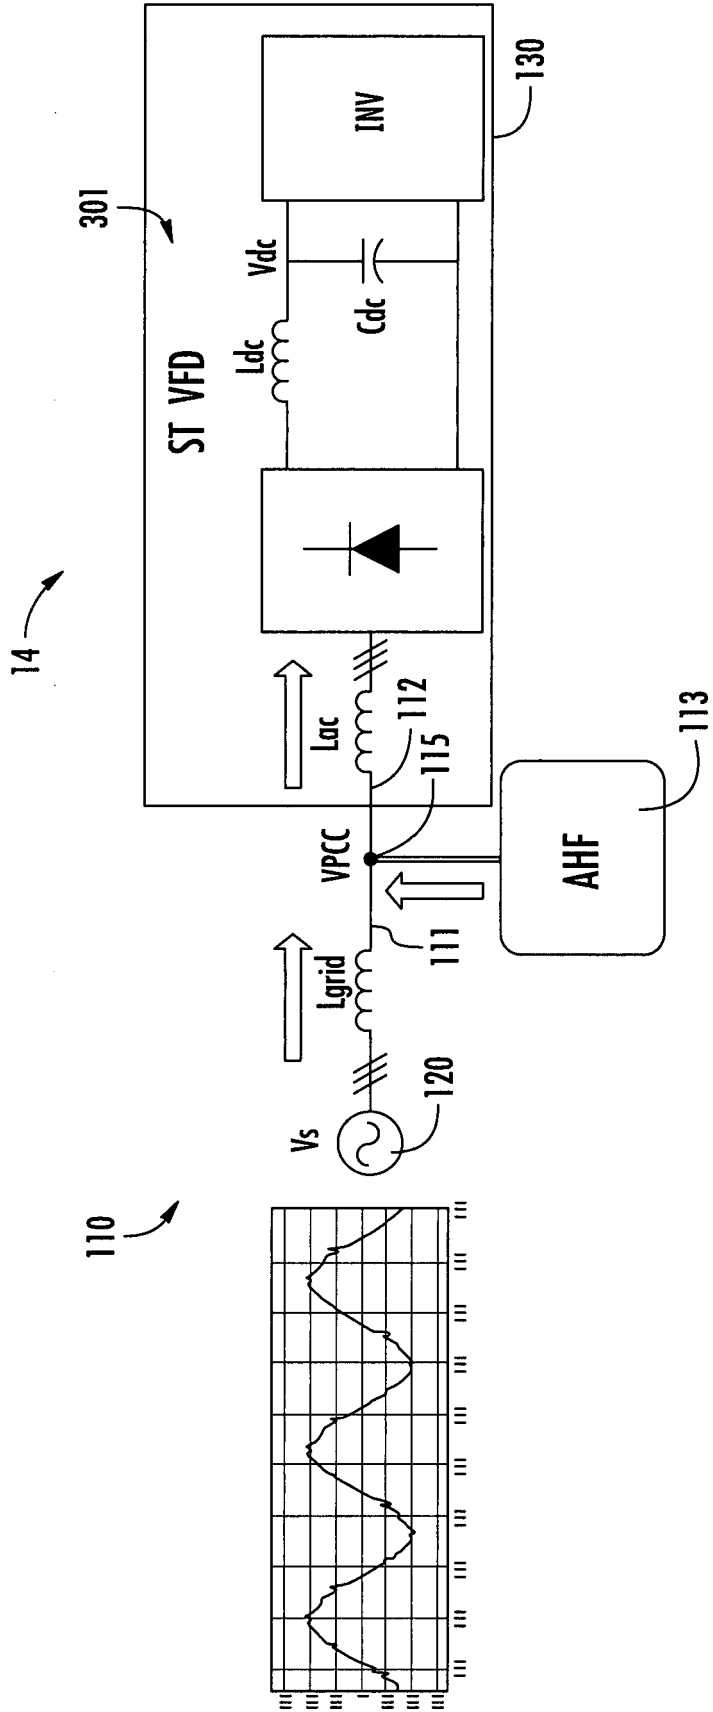 14
301
ST VFD
Ldc
Vdc
Cdc
INV
130
110
Vs
120
Lgrid
111
VPCC
115
Lac
112
AHF
113